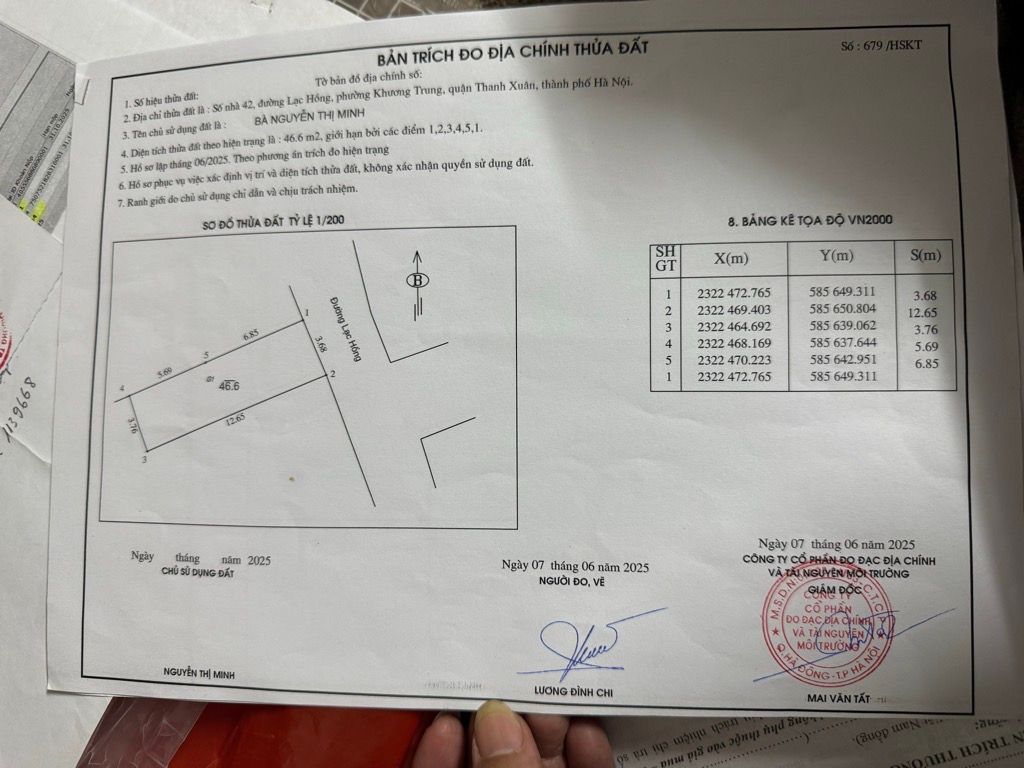 BẢN TRÍCH ĐO ĐỊA CHÍNH THỬA ĐẤT
Số : 679 /HSKT
Tờ bản đồ địa chính số:
1. Số hiệu thửa đất:
2. Địa chỉ thửa đất là : Số nhà 42, đường Lạc Hồng, phường Khương Trung, quận Thanh Xuân, thành phố Hà Nội.
3. Tên chủ sử dụng đất là : BÀ NGUYỄN THỊ MINH
4. Diện tích thửa đất theo hiện trạng là : 46.6 m2, giới hạn bởi các điểm 1,2,3,4,5,1.
5. Hồ sơ lập tháng 06/2025. Theo phương án trích đo hiện trạng
6. Hồ sơ phục vụ việc xác định vị trí và diện tích thửa đất, không xác nhận quyền sử dụng đất.
7. Ranh giới do chủ sử dụng chỉ dẫn và chịu trách nhiệm.
SƠ ĐỒ THỬA ĐẤT TỶ LỆ 1/200
B
Đường Lạc Hồng
1
6.85
3.68
5
5.69
2
4
46.6
3.76
12.65
3
8. BẢNG KÊ TỌA ĐỘ VN2000
SH GT X(m) Y(m) S(m)
1 2322 472.765 585 649.311 3.68
2 2322 469.403 585 650.804 12.65
3 2322 464.692 585 639.062 3.76
4 2322 468.169 585 637.644 5.69
5 2322 470.223 585 642.951 6.85
1 2322 472.765 585 649.311
Ngày tháng năm 2025
CHỦ SỬ DỤNG ĐẤT
NGUYỄN THỊ MINH
Ngày 07 tháng 06 năm 2025
NGƯỜI ĐO, VẼ
LƯƠNG ĐÌNH CHI
Ngày 07 tháng 06 năm 2025
CÔNG TY CỔ PHẦN ĐO ĐẠC ĐỊA CHÍNH
VÀ TÀI NGUYÊN MÔI TRƯỜNG
GIÁM ĐỐC
CÔNG TY
CỔ PHẦN
ĐO ĐẠC ĐỊA CHÍNH
VÀ TÀI NGUYÊN
MÔI TRƯỜNG
Q.HÀ ĐÔNG - T.P HÀ NỘI
MAI VĂN TẤT
1139668